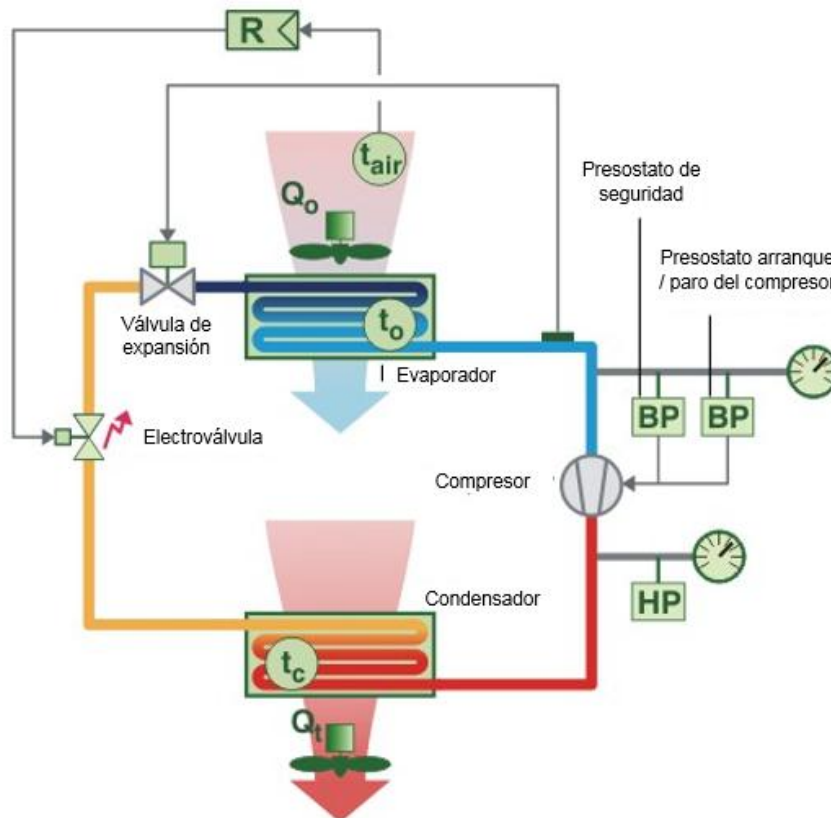 R
t air
Q o
Presostato de
seguridad
Presostato arranque
/ paro del compresor
Válvula de
expansión
t o
Evaporador
BP
BP
Electroválvula
Compresor
Condensador
HP
t c
Q t